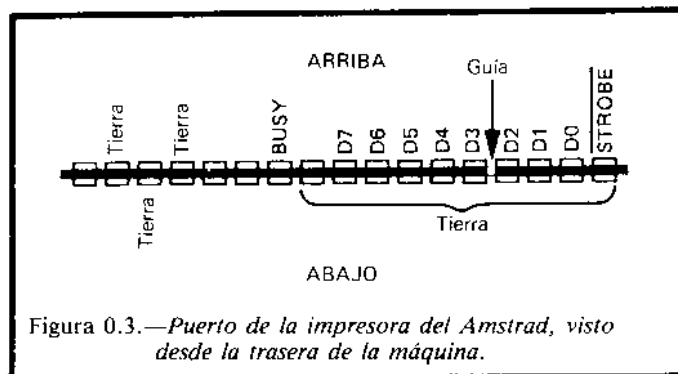 ARRIBA
Guía
Tierra
Tierra
BUSY
D7
D6
D5
D4
D3
D2
D1
D0
STROBE
Tierra
Tierra
ABAJO
Figura 0.3.—Puerto de la impresora del Amstrad, visto
desde la trasera de la máquina.